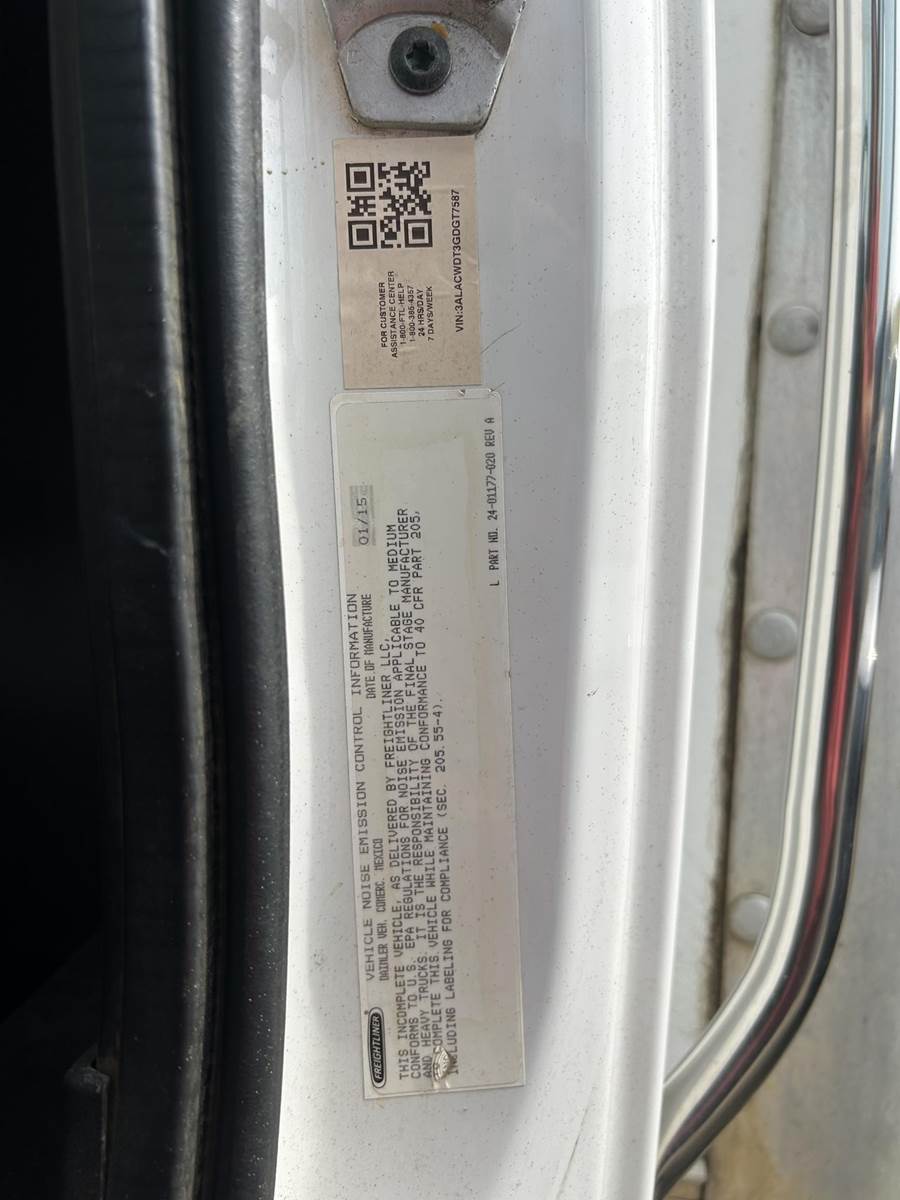 FOR CUSTOMER
ASSISTANCE CENTER
1-800-FTL-HELP
1-800-385-4357
24 HRS/DAY
7 DAYS/WEEK
VIN:3ALACWDT3GDGT7587
FREIGHTLINER
VEHICLE NOISE EMISSION CONTROL INFORMATION
DAIMLER VEH. COMERC. MEXICO DATE OF MANUFACTURE 01/15
THIS INCOMPLETE VEHICLE, AS DELIVERED BY FREIGHTLINER LLC,
CONFORMS TO U.S. EPA REGULATIONS FOR NOISE EMISSION APPLICABLE TO MEDIUM
AND HEAVY TRUCKS. IT IS THE RESPONSIBILITY OF THE FINAL STAGE MANUFACTURER
COMPLETE THIS VEHICLE WHILE MAINTAINING CONFORMANCE TO 40 CFR PART 205,
INCLUDING LABELING FOR COMPLIANCE (SEC. 205.55-4).
L PART NO. 24-01177-020 REV A